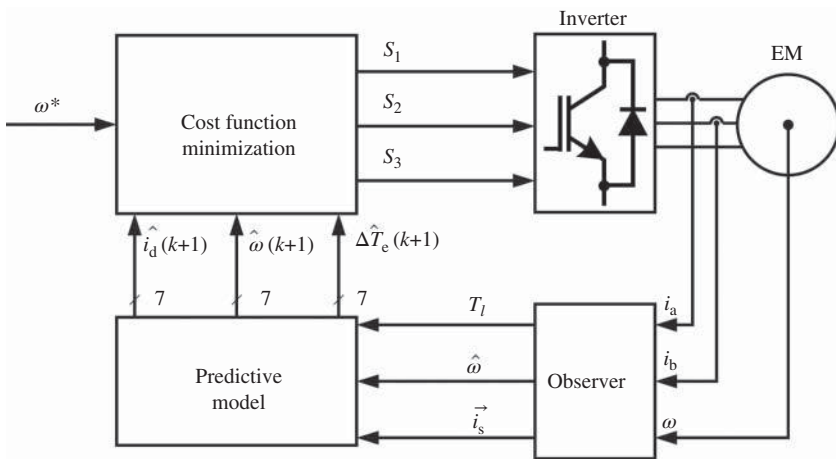 Inverter
EM
S₁
ω*
Cost function
minimization
S₂
S₃
î_d(k+1)
ω̂(k+1)
ΔT̂_e(k+1)
7
7
7
T_l
i_a
Predictive
model
ω̂
Observer
i_b
i⃗_s
ω